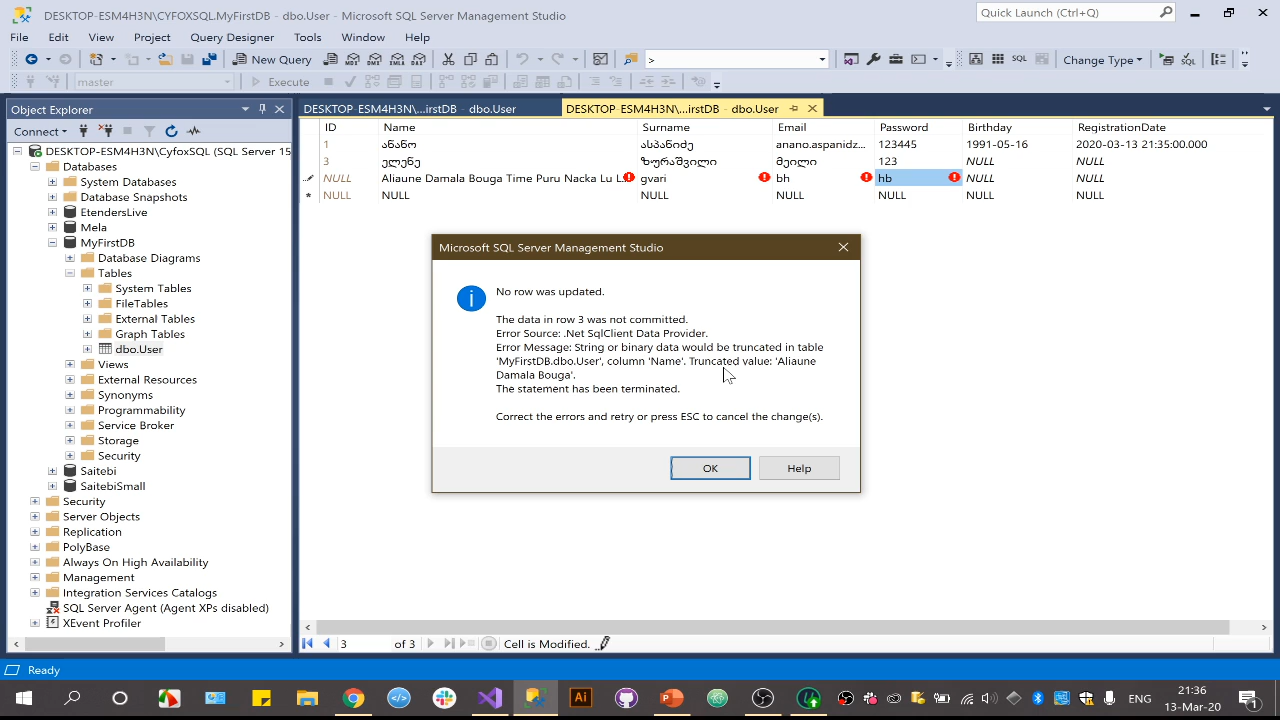 DESKTOP-ESM4H3N\CYFOXSQL.MyFirstDB - dbo.User - Microsoft SQL Server Management Studio
Quick Launch (Ctrl+Q)
File Edit View Project Query Designer Tools Window Help
New Query > SQL Change Type
master Execute
Object Explorer
DESKTOP-ESM4H3N\...irstDB - dbo.User
DESKTOP-ESM4H3N\...irstDB - dbo.User
Connect
DESKTOP-ESM4H3N\CyfoxSQL (SQL Server 15
Databases
System Databases
Database Snapshots
EtendersLive
Mela
MyFirstDB
Database Diagrams
Tables
System Tables
FileTables
External Tables
Graph Tables
dbo.User
Views
External Resources
Synonyms
Programmability
Service Broker
Storage
Security
Saitebi
SaitebiSmall
Security
Server Objects
Replication
PolyBase
Always On High Availability
Management
Integration Services Catalogs
SQL Server Agent (Agent XPs disabled)
XEvent Profiler
ID Name Surname Email Password Birthday RegistrationDate
1 ანანო ასპანიძე anano.aspanidz... 123445 1991-05-16 2020-03-13 21:35:00.000
3 ელენე ზურაშვილი მეილი 123 NULL NULL
NULL Aliaune Damala Bouga Time Puru Nacka Lu L... gvari bh hb NULL NULL
NULL NULL NULL NULL NULL NULL NULL
Microsoft SQL Server Management Studio
No row was updated.
The data in row 3 was not committed.
Error Source: .Net SqlClient Data Provider.
Error Message: String or binary data would be truncated in table
'MyFirstDB.dbo.User', column 'Name'. Truncated value: 'Aliaune
Damala Bouga'.
The statement has been terminated.
Correct the errors and retry or press ESC to cancel the change(s).
OK Help
3 of 3 Cell is Modified.
Ready
Ai ENG 21:36
13-Mar-20 1